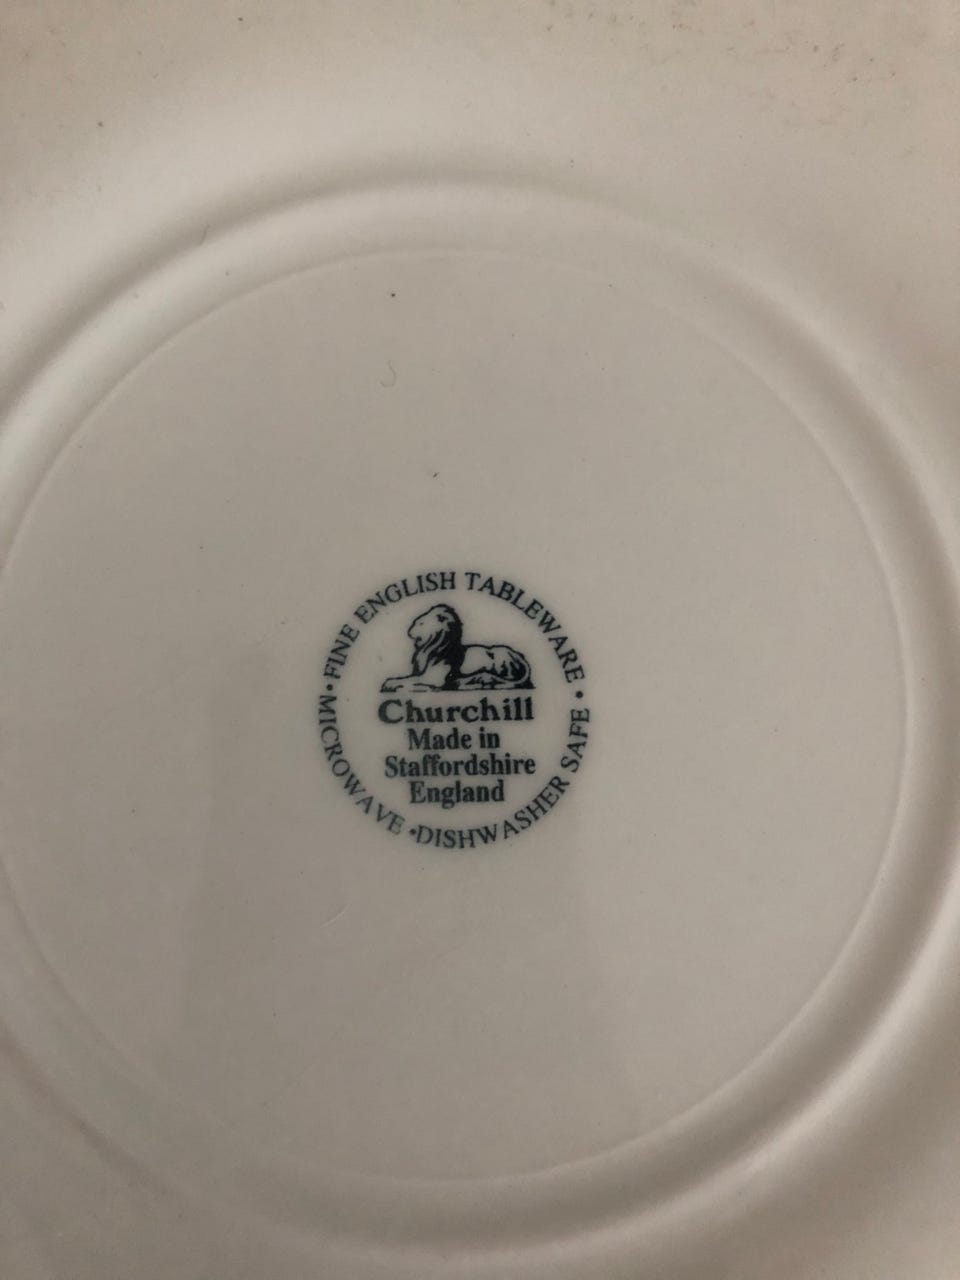 • FINE ENGLISH TABLEWARE •
Churchill
Made in
Staffordshire
England
MICROWAVE • DISHWASHER SAFE